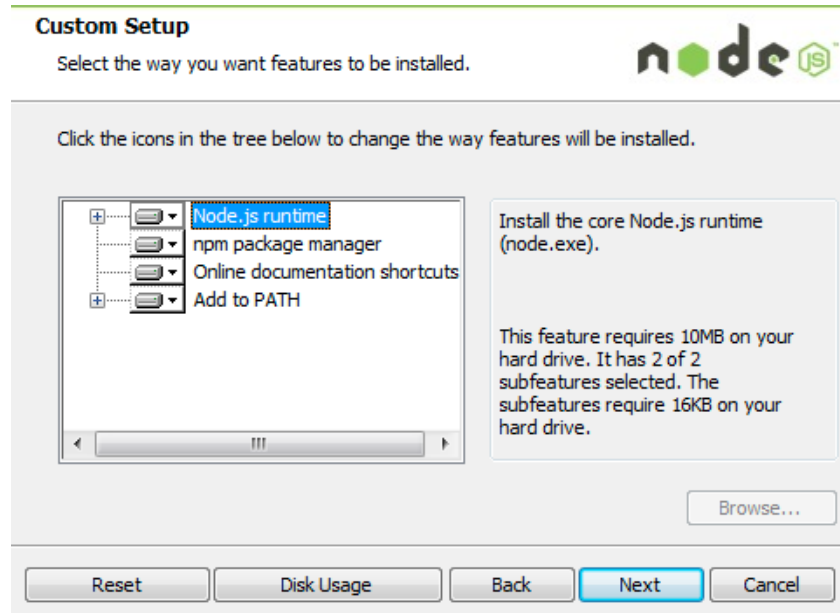 Custom Setup
Select the way you want features to be installed.
node JS™
Click the icons in the tree below to change the way features will be installed.
Node.js runtime
npm package manager
Online documentation shortcuts
Add to PATH
Install the core Node.js runtime
(node.exe).
This feature requires 10MB on your
hard drive. It has 2 of 2
subfeatures selected. The
subfeatures require 16KB on your
hard drive.
Browse...
Reset
Disk Usage
Back
Next
Cancel